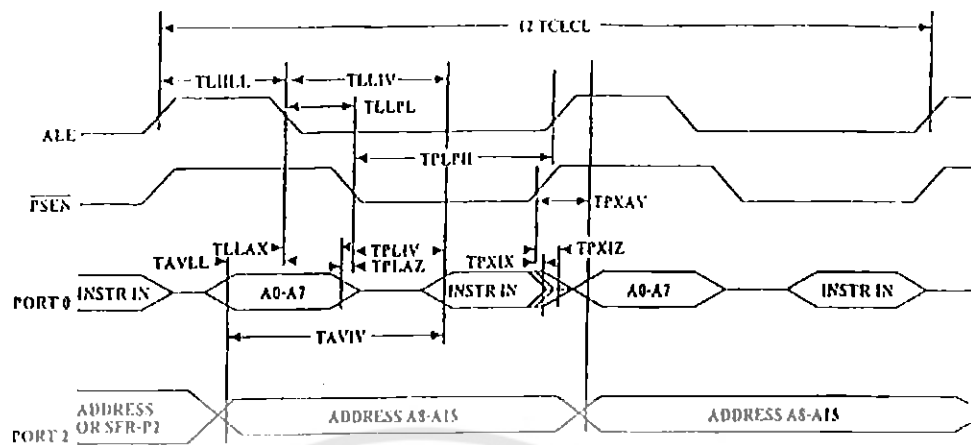 12 TCLCL
TLHLL
TLLIV
TLLPL
ALE
TPLPH
PSEN
TPXAV
TLLAX
TPLIV
TPXIZ
TAVLL
TPLAZ
TPXIX
PORT 0
INSTR IN
A0-A7
INSTR IN
A0-A7
INSTR IN
TAVIV
ADDRESS
OR SFR-P2
ADDRESS A8-A15
ADDRESS A8-A15
PORT 2